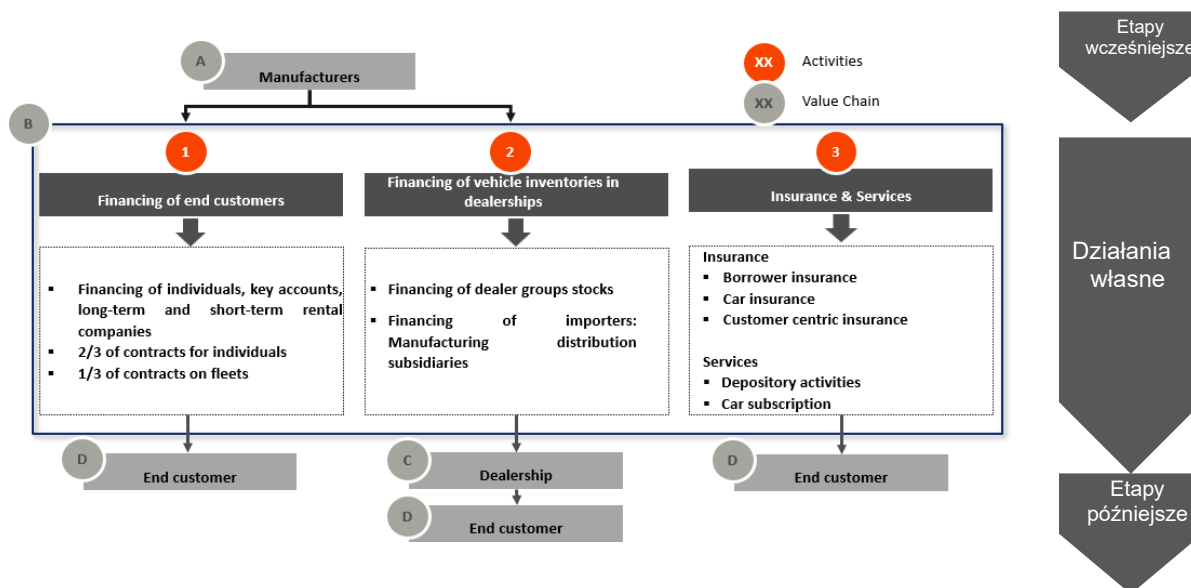 A
Manufacturers
XX
Activities
XX
Value Chain
Etapy
wcześniejsze
B
1
Financing of end customers
2
Financing of vehicle inventories in
dealerships
3
Insurance & Services
▪ Financing of individuals, key accounts,
long-term and short-term rental
companies
▪ 2/3 of contracts for individuals
▪ 1/3 of contracts on fleets
▪ Financing of dealer groups stocks
▪ Financing of importers:
Manufacturing distribution
subsidiaries
Insurance
▪ Borrower insurance
▪ Car insurance
▪ Customer centric insurance
Services
▪ Depository activities
▪ Car subscription
Działania
własne
D
End customer
C
Dealership
D
End customer
D
End customer
Etapy
późniejsze